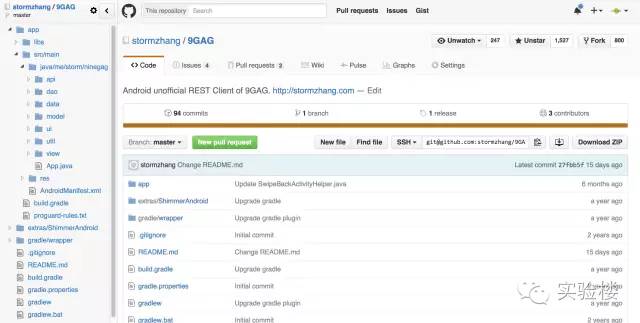 stormzhang / 9GAG
master
app
libs
src/main
java/me/storm/ninegag
api
dao
data
model
ui
util
view
App.java
res
AndroidManifest.xml
build.gradle
proguard-rules.txt
extras/ShimmerAndroid
gradle/wrapper
.gitignore
README.md
build.gradle
gradle.properties
gradlew
gradlew.bat
This repository Search Pull requests Issues Gist
stormzhang / 9GAG Unwatch 247 Unstar 1,527 Fork 800
Code Issues 4 Pull requests 2 Wiki Pulse Graphs Settings
Android unofficial REST Client of 9GAG. http://stormzhang.com — Edit
94 commits 1 branch 1 release 3 contributors
Branch: master New pull request New file Find file SSH git@github.com:stormzhang/9GA Download ZIP
stormzhang Change README.md Latest commit 27fbb5f 15 days ago
app Update SwipeBackActivityHelper.java 6 months ago
extras/ShimmerAndroid Upgrade gradle a year ago
gradle/wrapper Upgrade gradle plugin a year ago
.gitignore Initial commit 2 years ago
README.md Change README.md 15 days ago
build.gradle Upgrade gradle a year ago
gradle.properties Initial commit
gradlew Upgrade gradle plugin
gradlew.bat Initial commit 2 years ago
实验楼